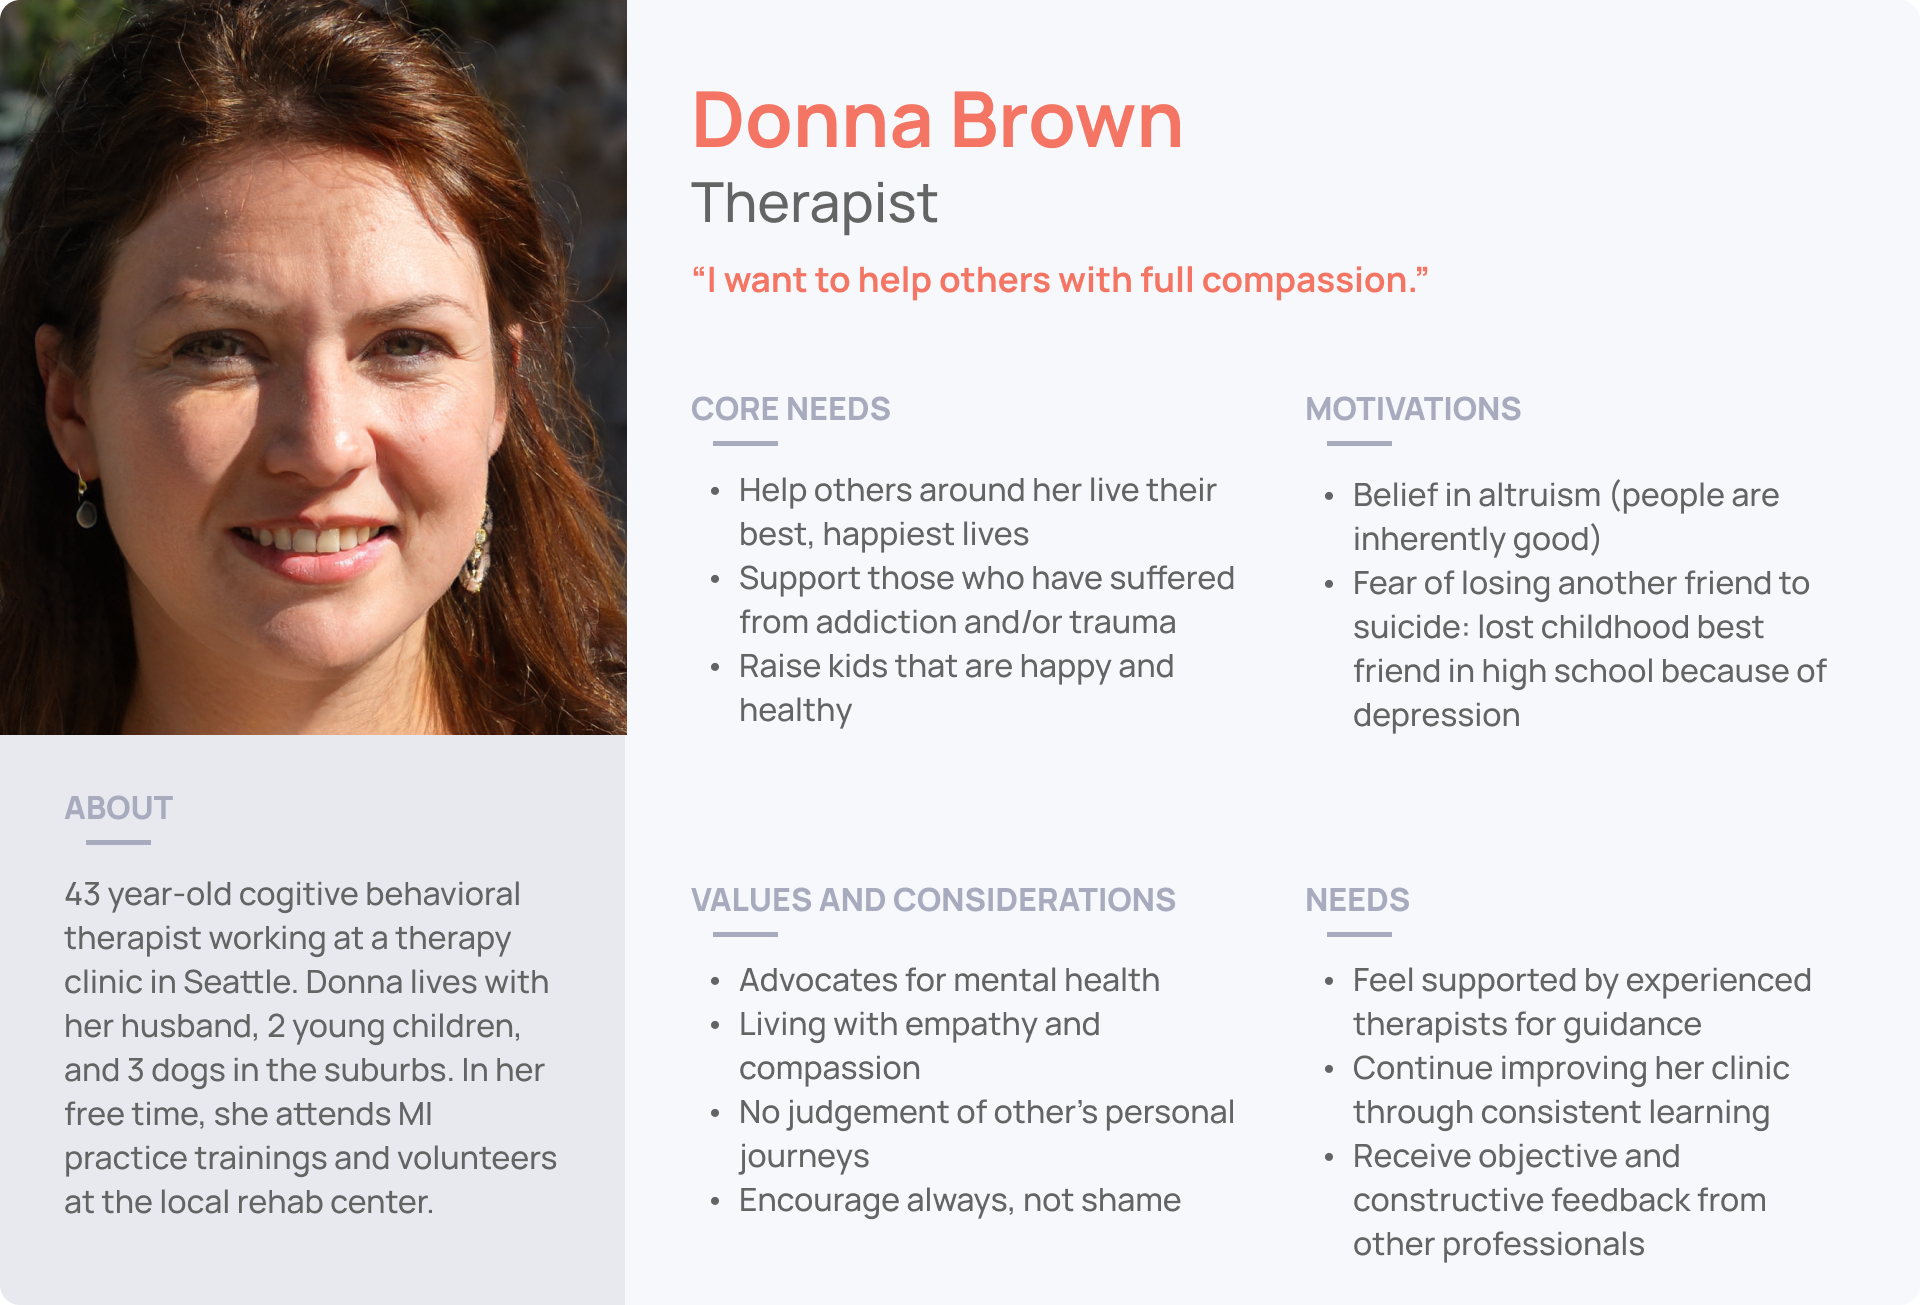 Donna Brown
Therapist
“I want to help others with full compassion.”
CORE NEEDS
• Help others around her live their
best, happiest lives
• Support those who have suffered
from addiction and/or trauma
• Raise kids that are happy and
healthy
MOTIVATIONS
• Belief in altruism (people are
inherently good)
• Fear of losing another friend to
suicide: lost childhood best
friend in high school because of
depression
ABOUT
43 year-old cogitive behavioral
therapist working at a therapy
clinic in Seattle. Donna lives with
her husband, 2 young children,
and 3 dogs in the suburbs. In her
free time, she attends MI
practice trainings and volunteers
at the local rehab center.
VALUES AND CONSIDERATIONS
• Advocates for mental health
• Living with empathy and
compassion
• No judgement of other’s personal
journeys
• Encourage always, not shame
NEEDS
• Feel supported by experienced
therapists for guidance
• Continue improving her clinic
through consistent learning
• Receive objective and
constructive feedback from
other professionals